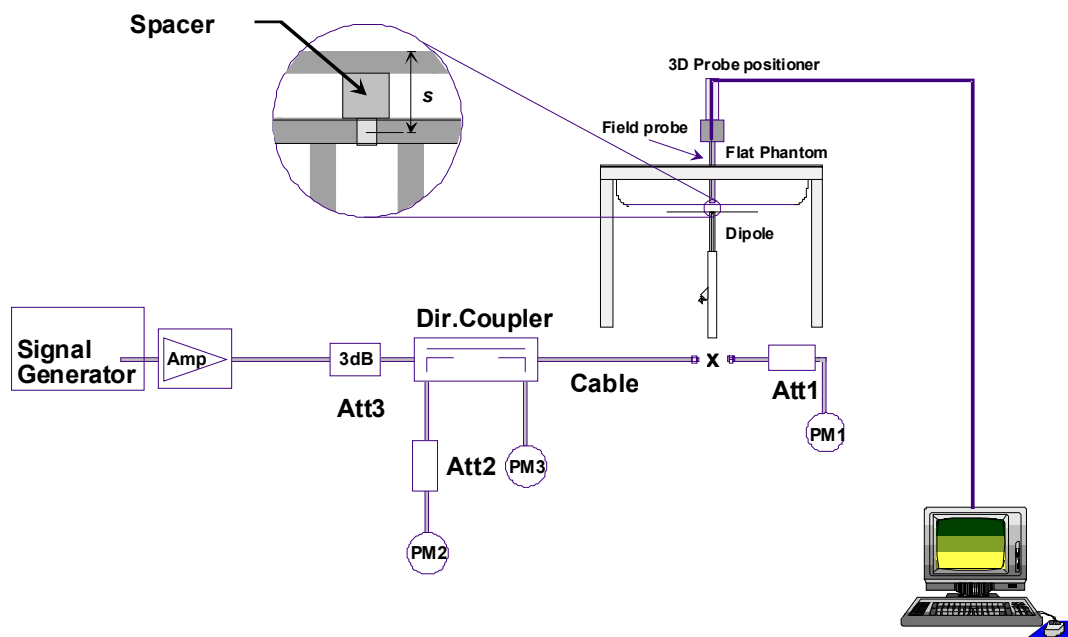 Spacer
s
3D Probe positioner
Field probe
Flat Phantom
Dipole
Dir.Coupler
Signal
Generator
Amp
3dB
Att3
Cable
x
Att1
PM1
Att2
PM3
PM2